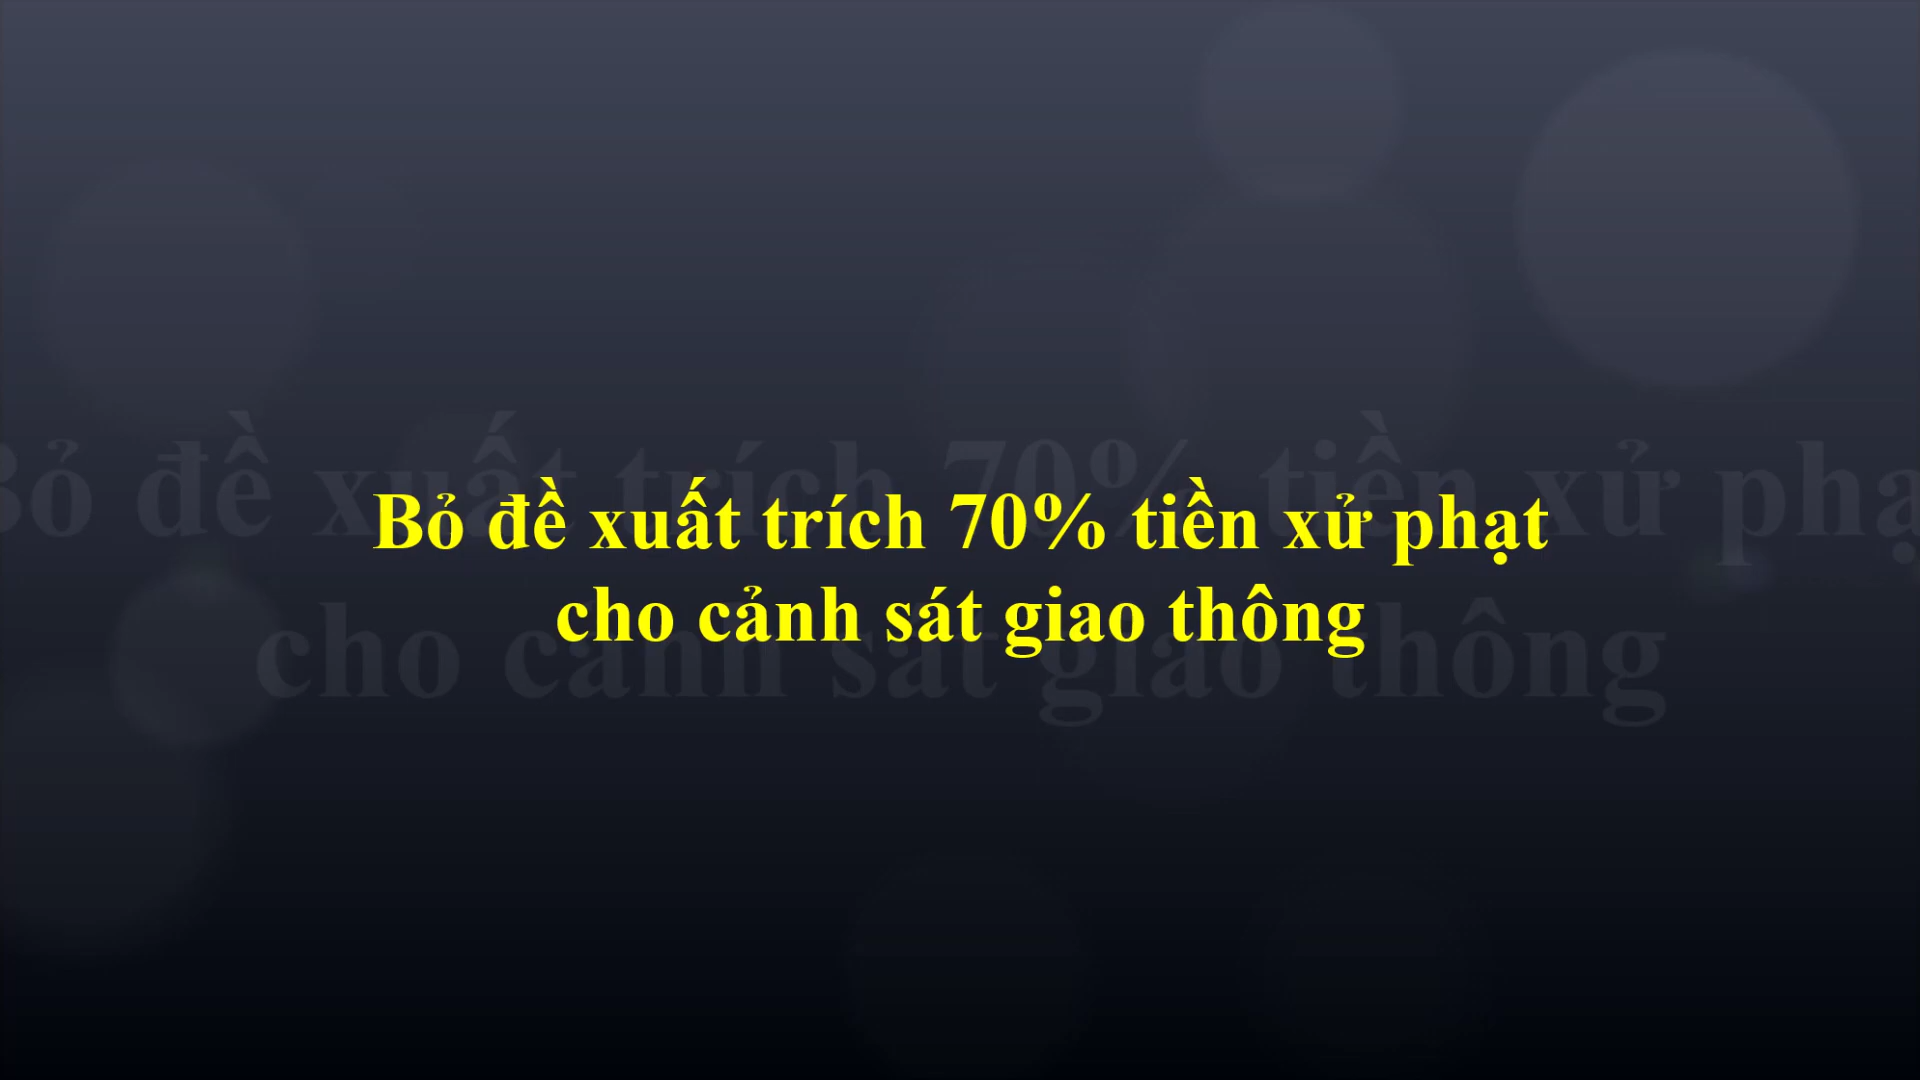 Bỏ đề xuất trích 70% tiền xử phạt
cho cảnh sát giao thông